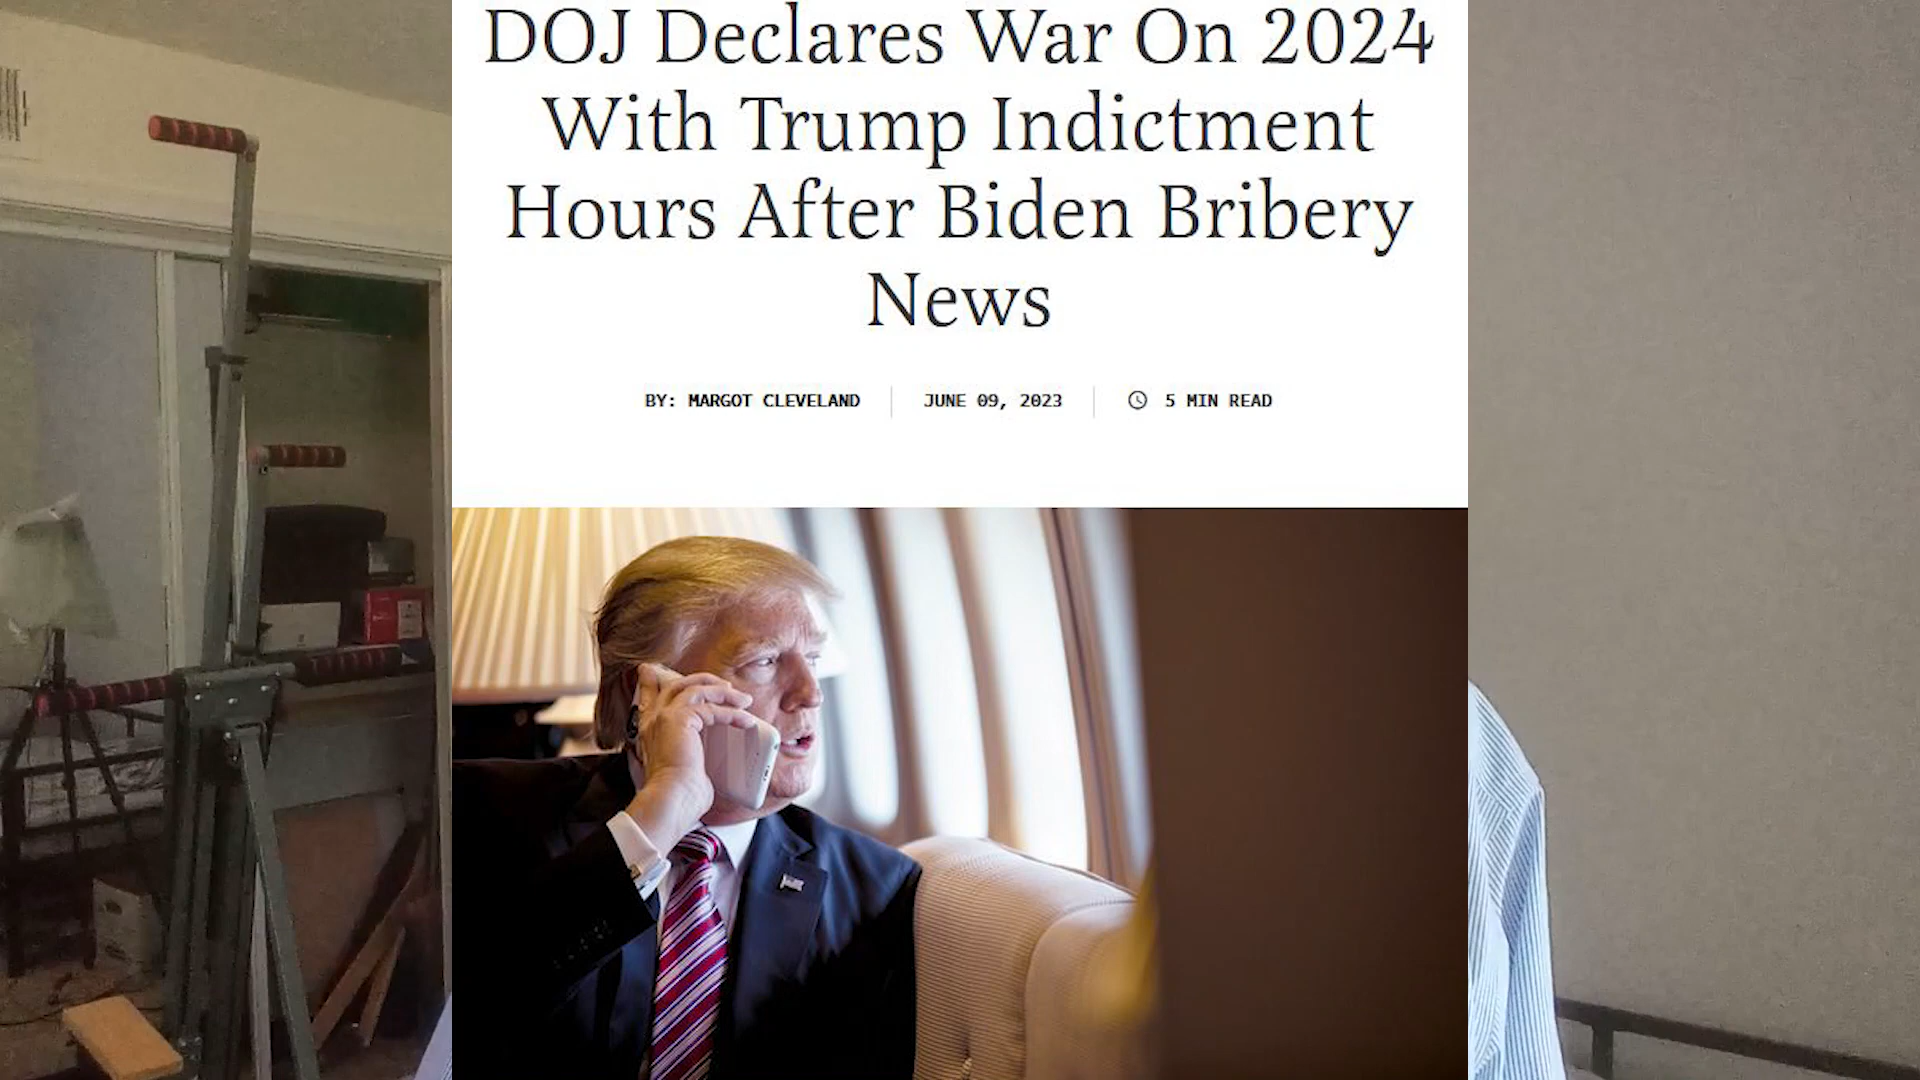 DOJ Declares War On 2024
With Trump Indictment
Hours After Biden Bribery
News
BY: MARGOT CLEVELAND JUNE 09, 2023 5 MIN READ